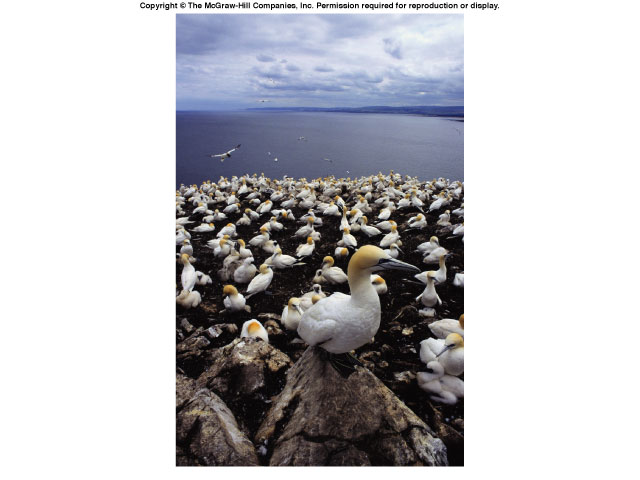 Copyright © The McGraw-Hill Companies, Inc. Permission required for reproduction or display.